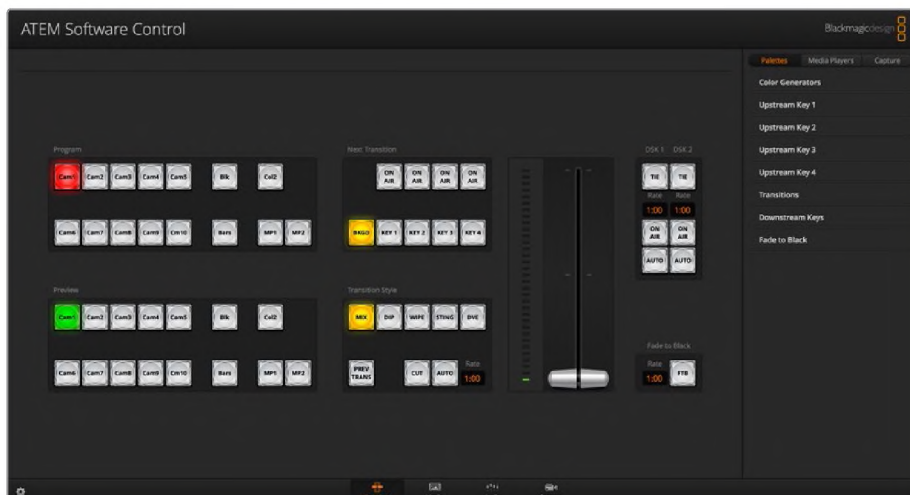 ATEM Software Control
Blackmagicdesign
Palettes Media Players Capture
Color Generators
Upstream Key 1
Upstream Key 2
Upstream Key 3
Upstream Key 4
Transitions
Downstream Keys
Fade to Black
Program
Cam1 Cam2 Cam3 Cam4 Cam5 Blk Col2
Cam6 Cam7 Cam8 Cam9 Cm10 Bars MP1 MP2
Next Transition
ON AIR ON AIR ON AIR ON AIR
BKGD KEY 1 KEY 2 KEY 3 KEY 4
DSK 1 DSK 2
TIE TIE
Rate Rate
1:00 1:00
ON AIR ON AIR
AUTO AUTO
Preview
Cam1 Cam2 Cam3 Cam4 Cam5 Blk Col2
Cam6 Cam7 Cam8 Cam9 Cm10 Bars MP1 MP2
Transition Style
MIX DIP WIPE STING DVE
PREV TRANS CUT AUTO
Rate
1:00
Fade to Black
Rate
1:00 FTB